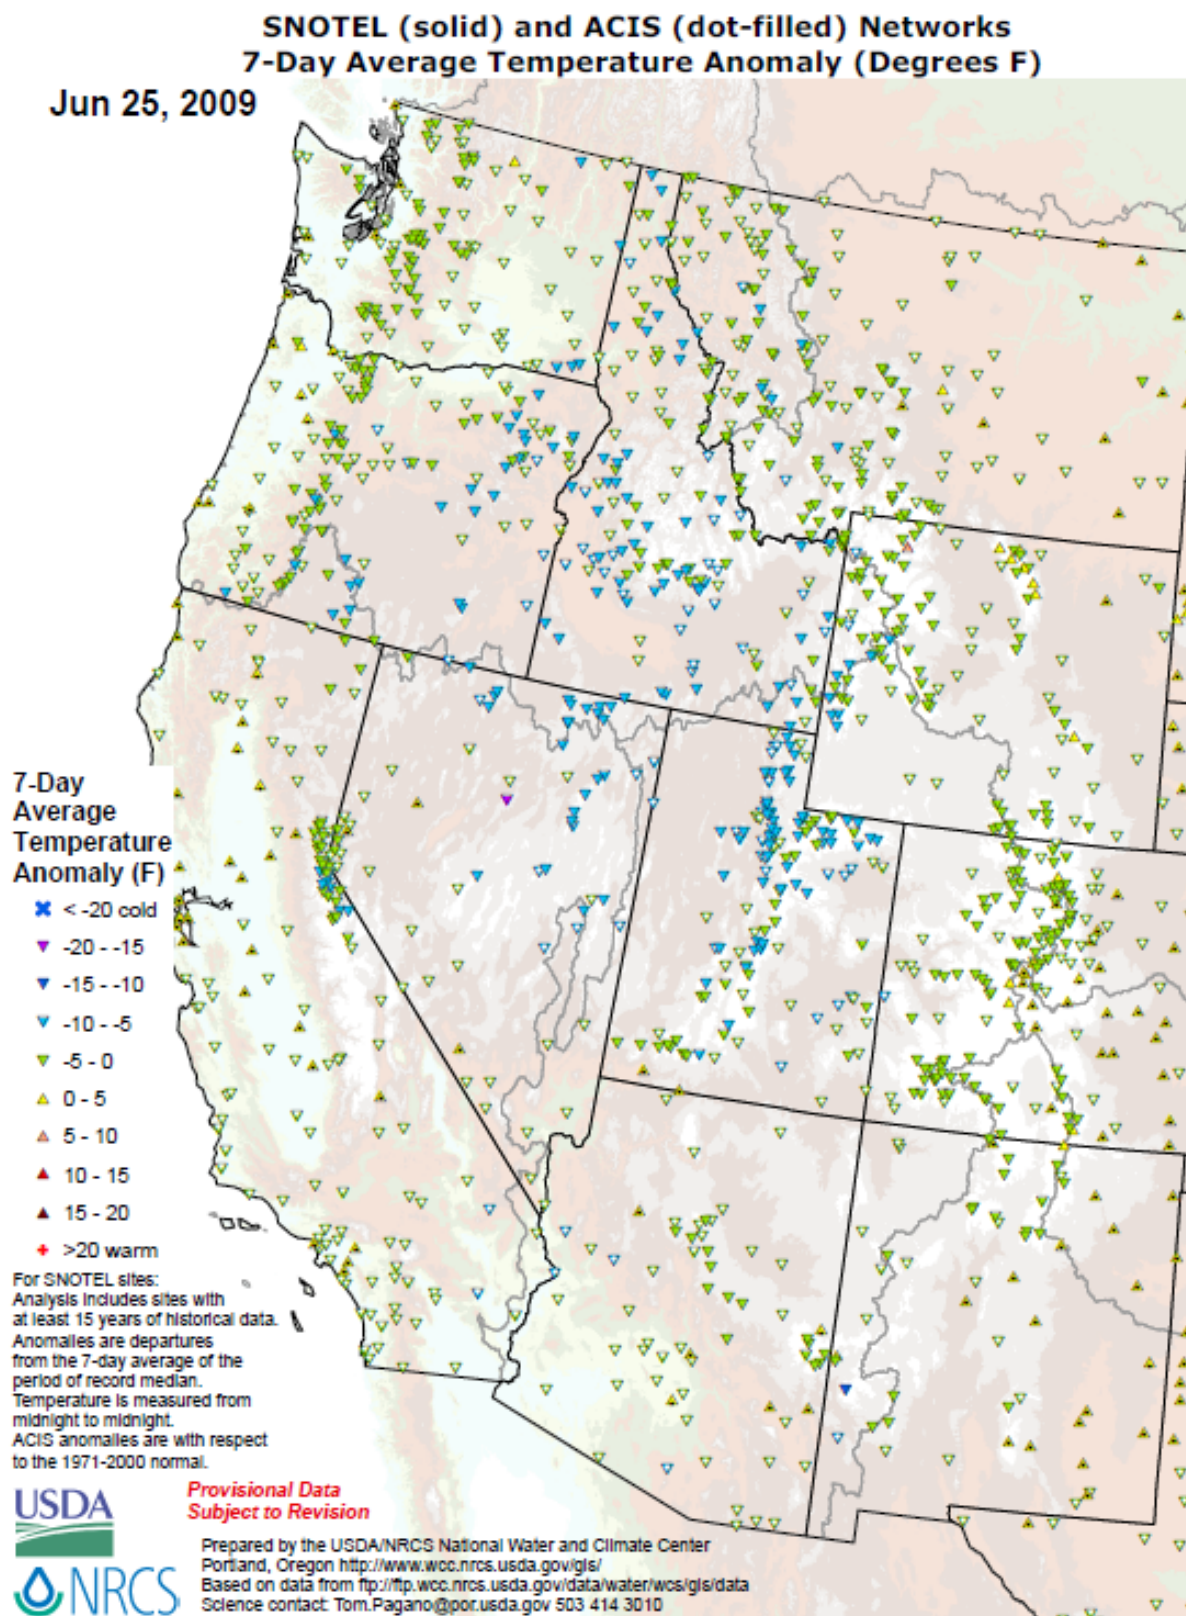 SNOTEL (solid) and ACIS (dot-filled) Networks
7-Day Average Temperature Anomaly (Degrees F)
Jun 25, 2009
7-Day
Average
Temperature
Anomaly (F)
< -20 cold
-20 - -15
-15 - -10
-10 - -5
-5 - 0
0 - 5
5 - 10
10 - 15
15 - 20
>20 warm
For SNOTEL sites:
Analysis includes sites with
at least 15 years of historical data.
Anomalies are departures
from the 7-day average of the
period of record median.
Temperature is measured from
midnight to midnight.
ACIS anomalies are with respect
to the 1971-2000 normal.
USDA
NRCS
Provisional Data
Subject to Revision
Prepared by the USDA/NRCS National Water and Climate Center
Portland, Oregon http://www.wcc.nrcs.usda.gov/gis/
Based on data from ftp://ftp.wcc.nrcs.usda.gov/data/water/wcs/gis/data
Science contact: Tom.Pagano@por.usda.gov 503 414 3010